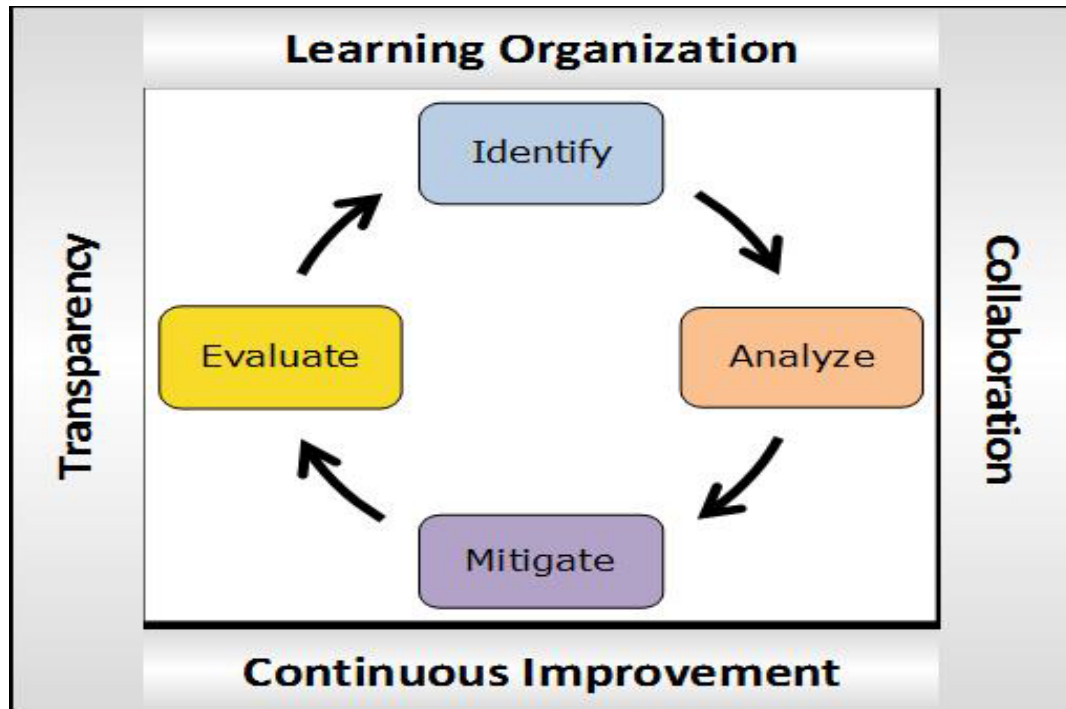 Learning Organization
Identify
Transparency
Evaluate
Analyze
Collaboration
Mitigate
Continuous Improvement